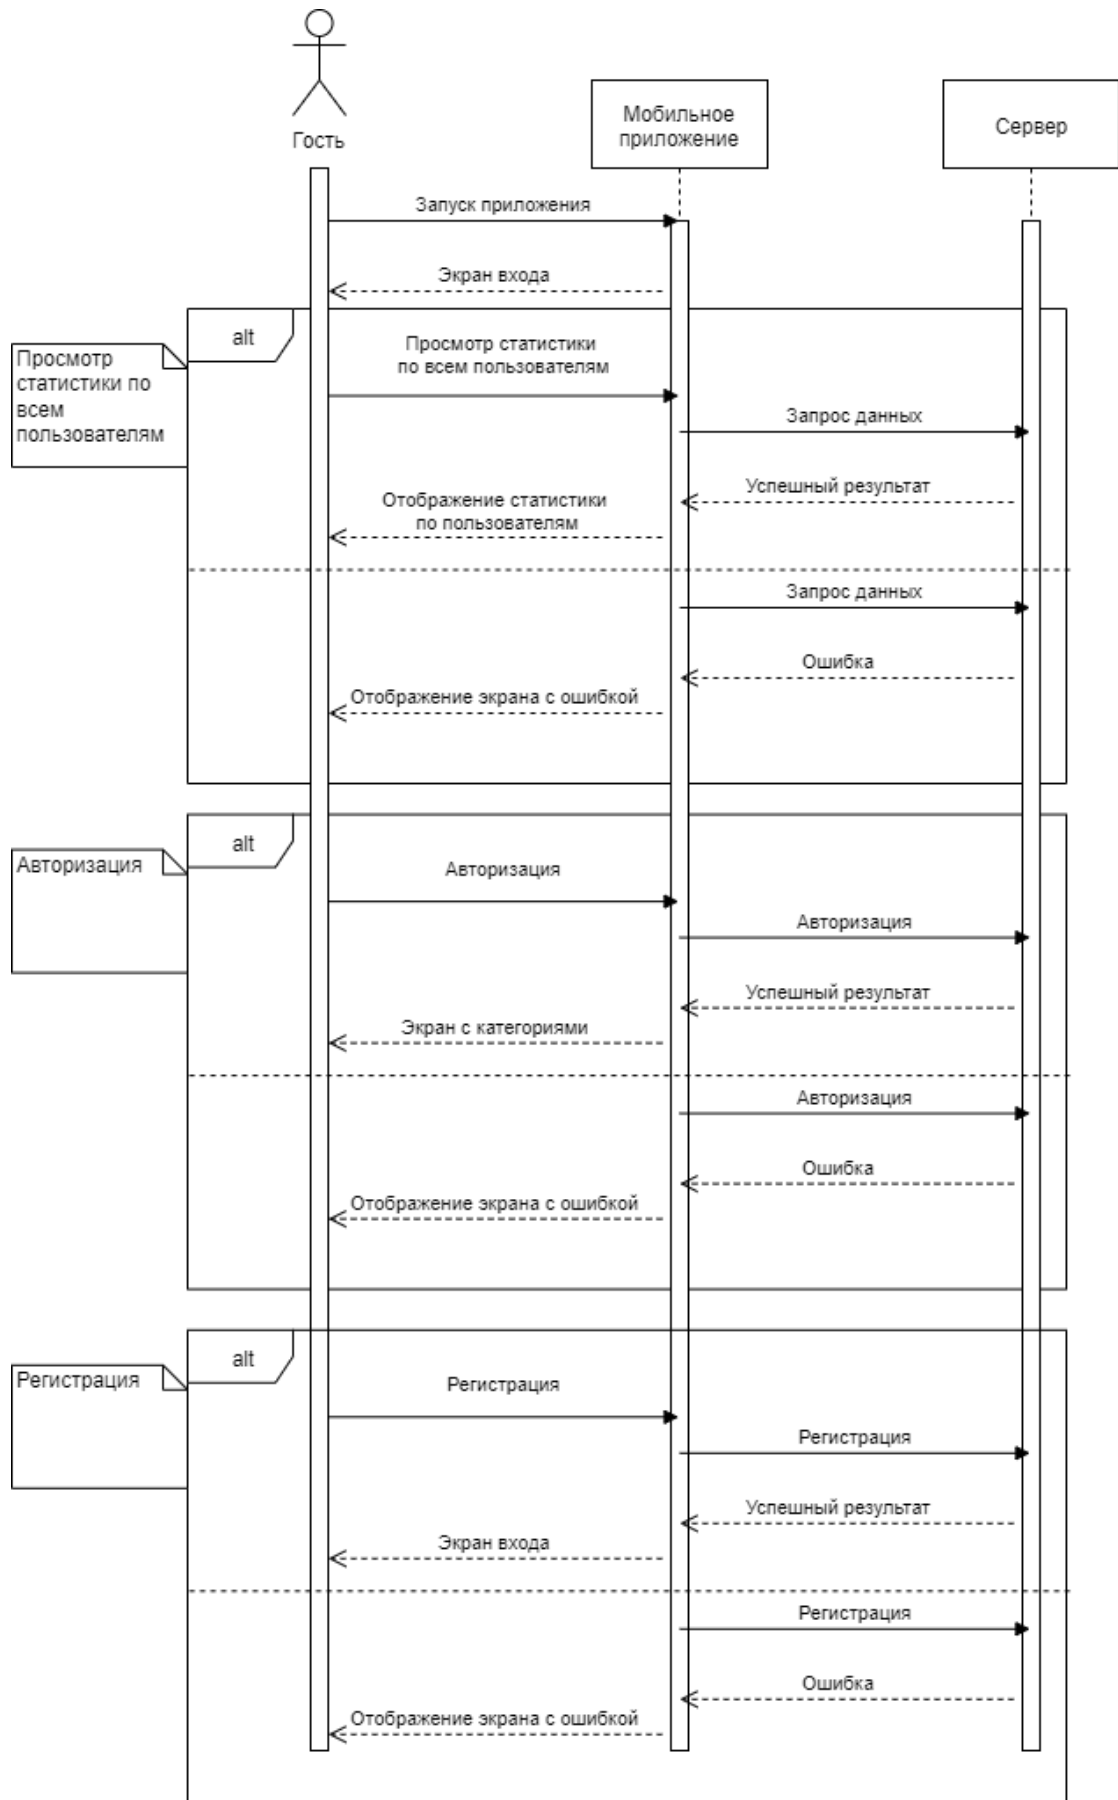 Гость
Мобильное
приложение
Сервер
Запуск приложения
Экран входа
alt
Просмотр
статистики по
всем
пользователям
Просмотр статистики
по всем пользователям
Запрос данных
Успешный результат
Отображение статистики
по пользователям
Запрос данных
Ошибка
Отображение экрана с ошибкой
alt
Авторизация
Авторизация
Авторизация
Успешный результат
Экран с категориями
Авторизация
Ошибка
Отображение экрана с ошибкой
alt
Регистрация
Регистрация
Регистрация
Успешный результат
Экран входа
Регистрация
Ошибка
Отображение экрана с ошибкой